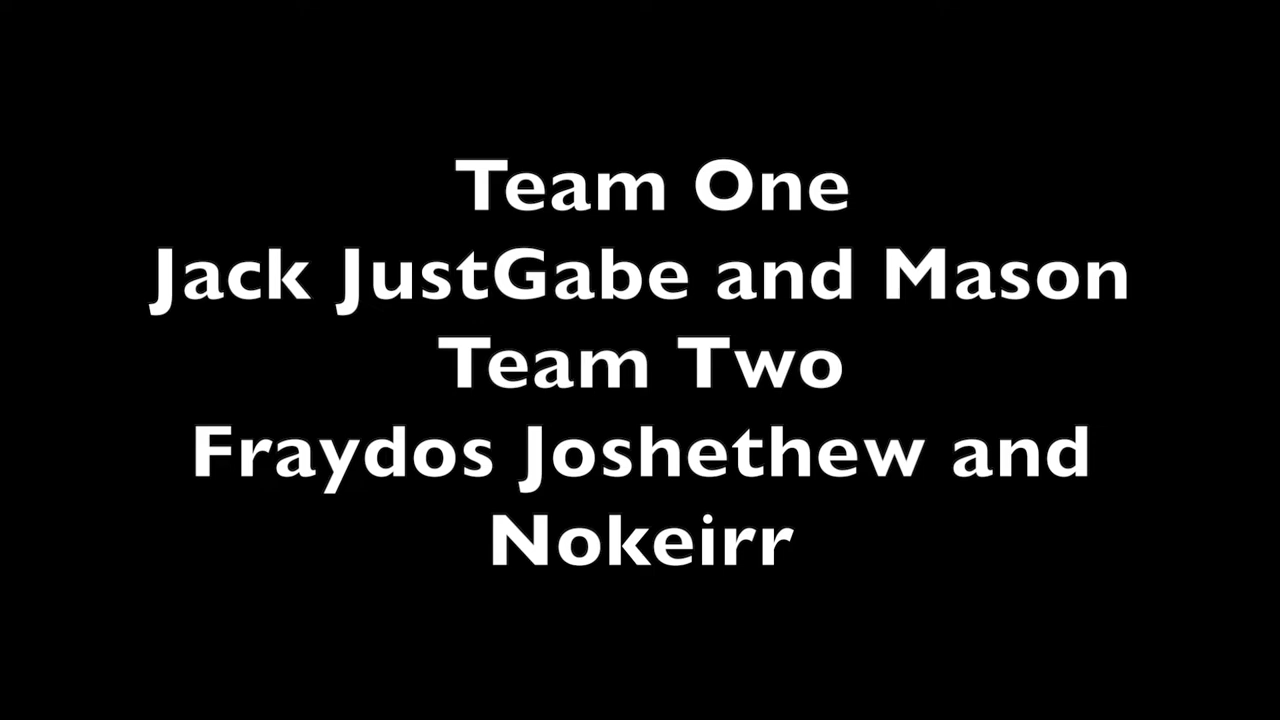 Team One
Jack JustGabe and Mason
Team Two
Fraydos Joshethew and
Nokeirr